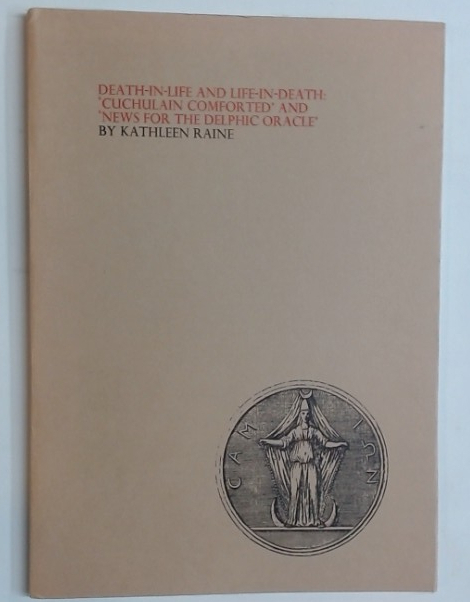 DEATH-IN-LIFE AND LIFE-IN-DEATH:
"CUCHULAIN COMFORTED" AND
"NEWS FOR THE DELPHIC ORACLE"
BY KATHLEEN RAINE
CAM IΩN